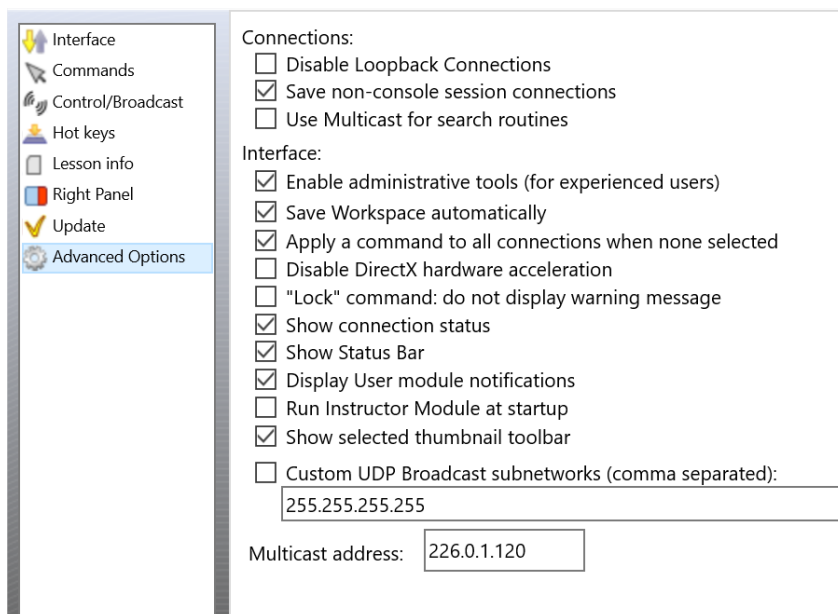 Interface
Commands
Control/Broadcast
Hot keys
Lesson info
Right Panel
Update
Advanced Options
Connections:
Disable Loopback Connections
Save non-console session connections
Use Multicast for search routines
Interface:
Enable administrative tools (for experienced users)
Save Workspace automatically
Apply a command to all connections when none selected
Disable DirectX hardware acceleration
"Lock" command: do not display warning message
Show connection status
Show Status Bar
Display User module notifications
Run Instructor Module at startup
Show selected thumbnail toolbar
Custom UDP Broadcast subnetworks (comma separated):
255.255.255.255
Multicast address: 226.0.1.120